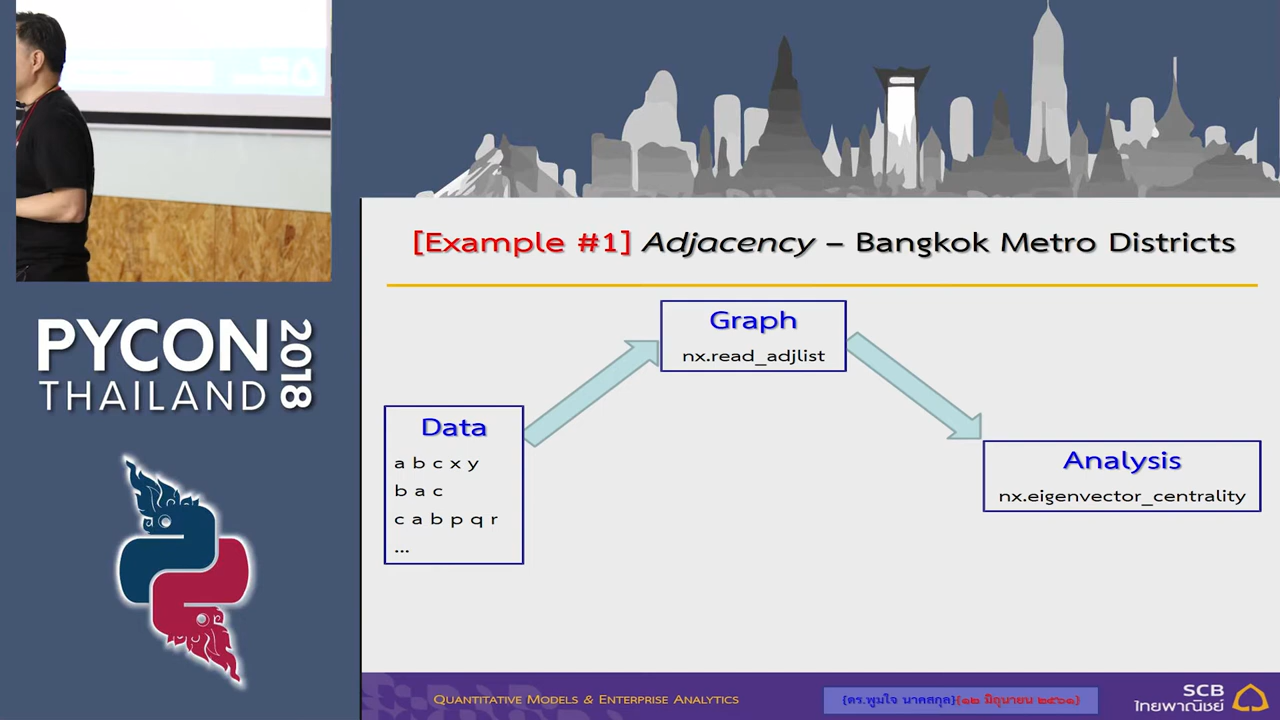 [Example #1] Adjacency – Bangkok Metro Districts
Graph
nx.read_adjlist
Data
a b c x y
b a c
c a b p q r
...
Analysis
nx.eigenvector_centrality
PYCON 2018
THAILAND
QUANTITATIVE MODELS & ENTERPRISE ANALYTICS
{ดร.พูมใจ นาคสกุล}{๑๒ มิถุนายน ๒๕๖๑}
SCB
ไทยพาณิชย์